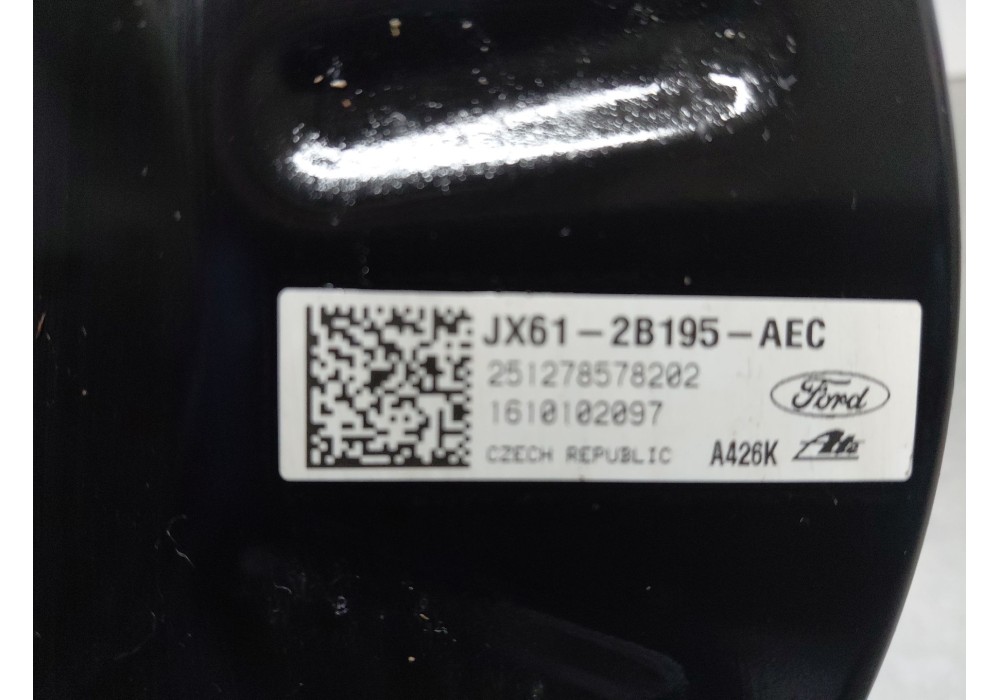 JX61-2B195-AEC
251278578202
Ford
1610102097
CZECH REPUBLIC A426K Ate